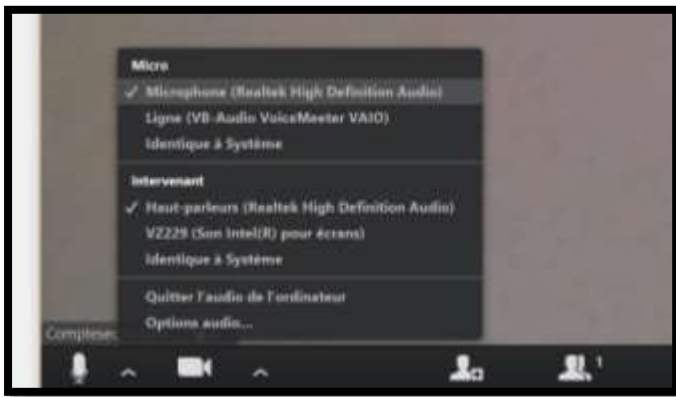 Micro
✓ Microphone (Realtek High Definition Audio)
Ligne (VB-Audio VoiceMeeter VAIO)
Identique à Système
Intervenant
✓ Haut-parleurs (Realtek High Definition Audio)
VZ229 (Son Intel(R) pour écrans)
Identique à Système
Quitter l'audio de l'ordinateur
Options audio...
1